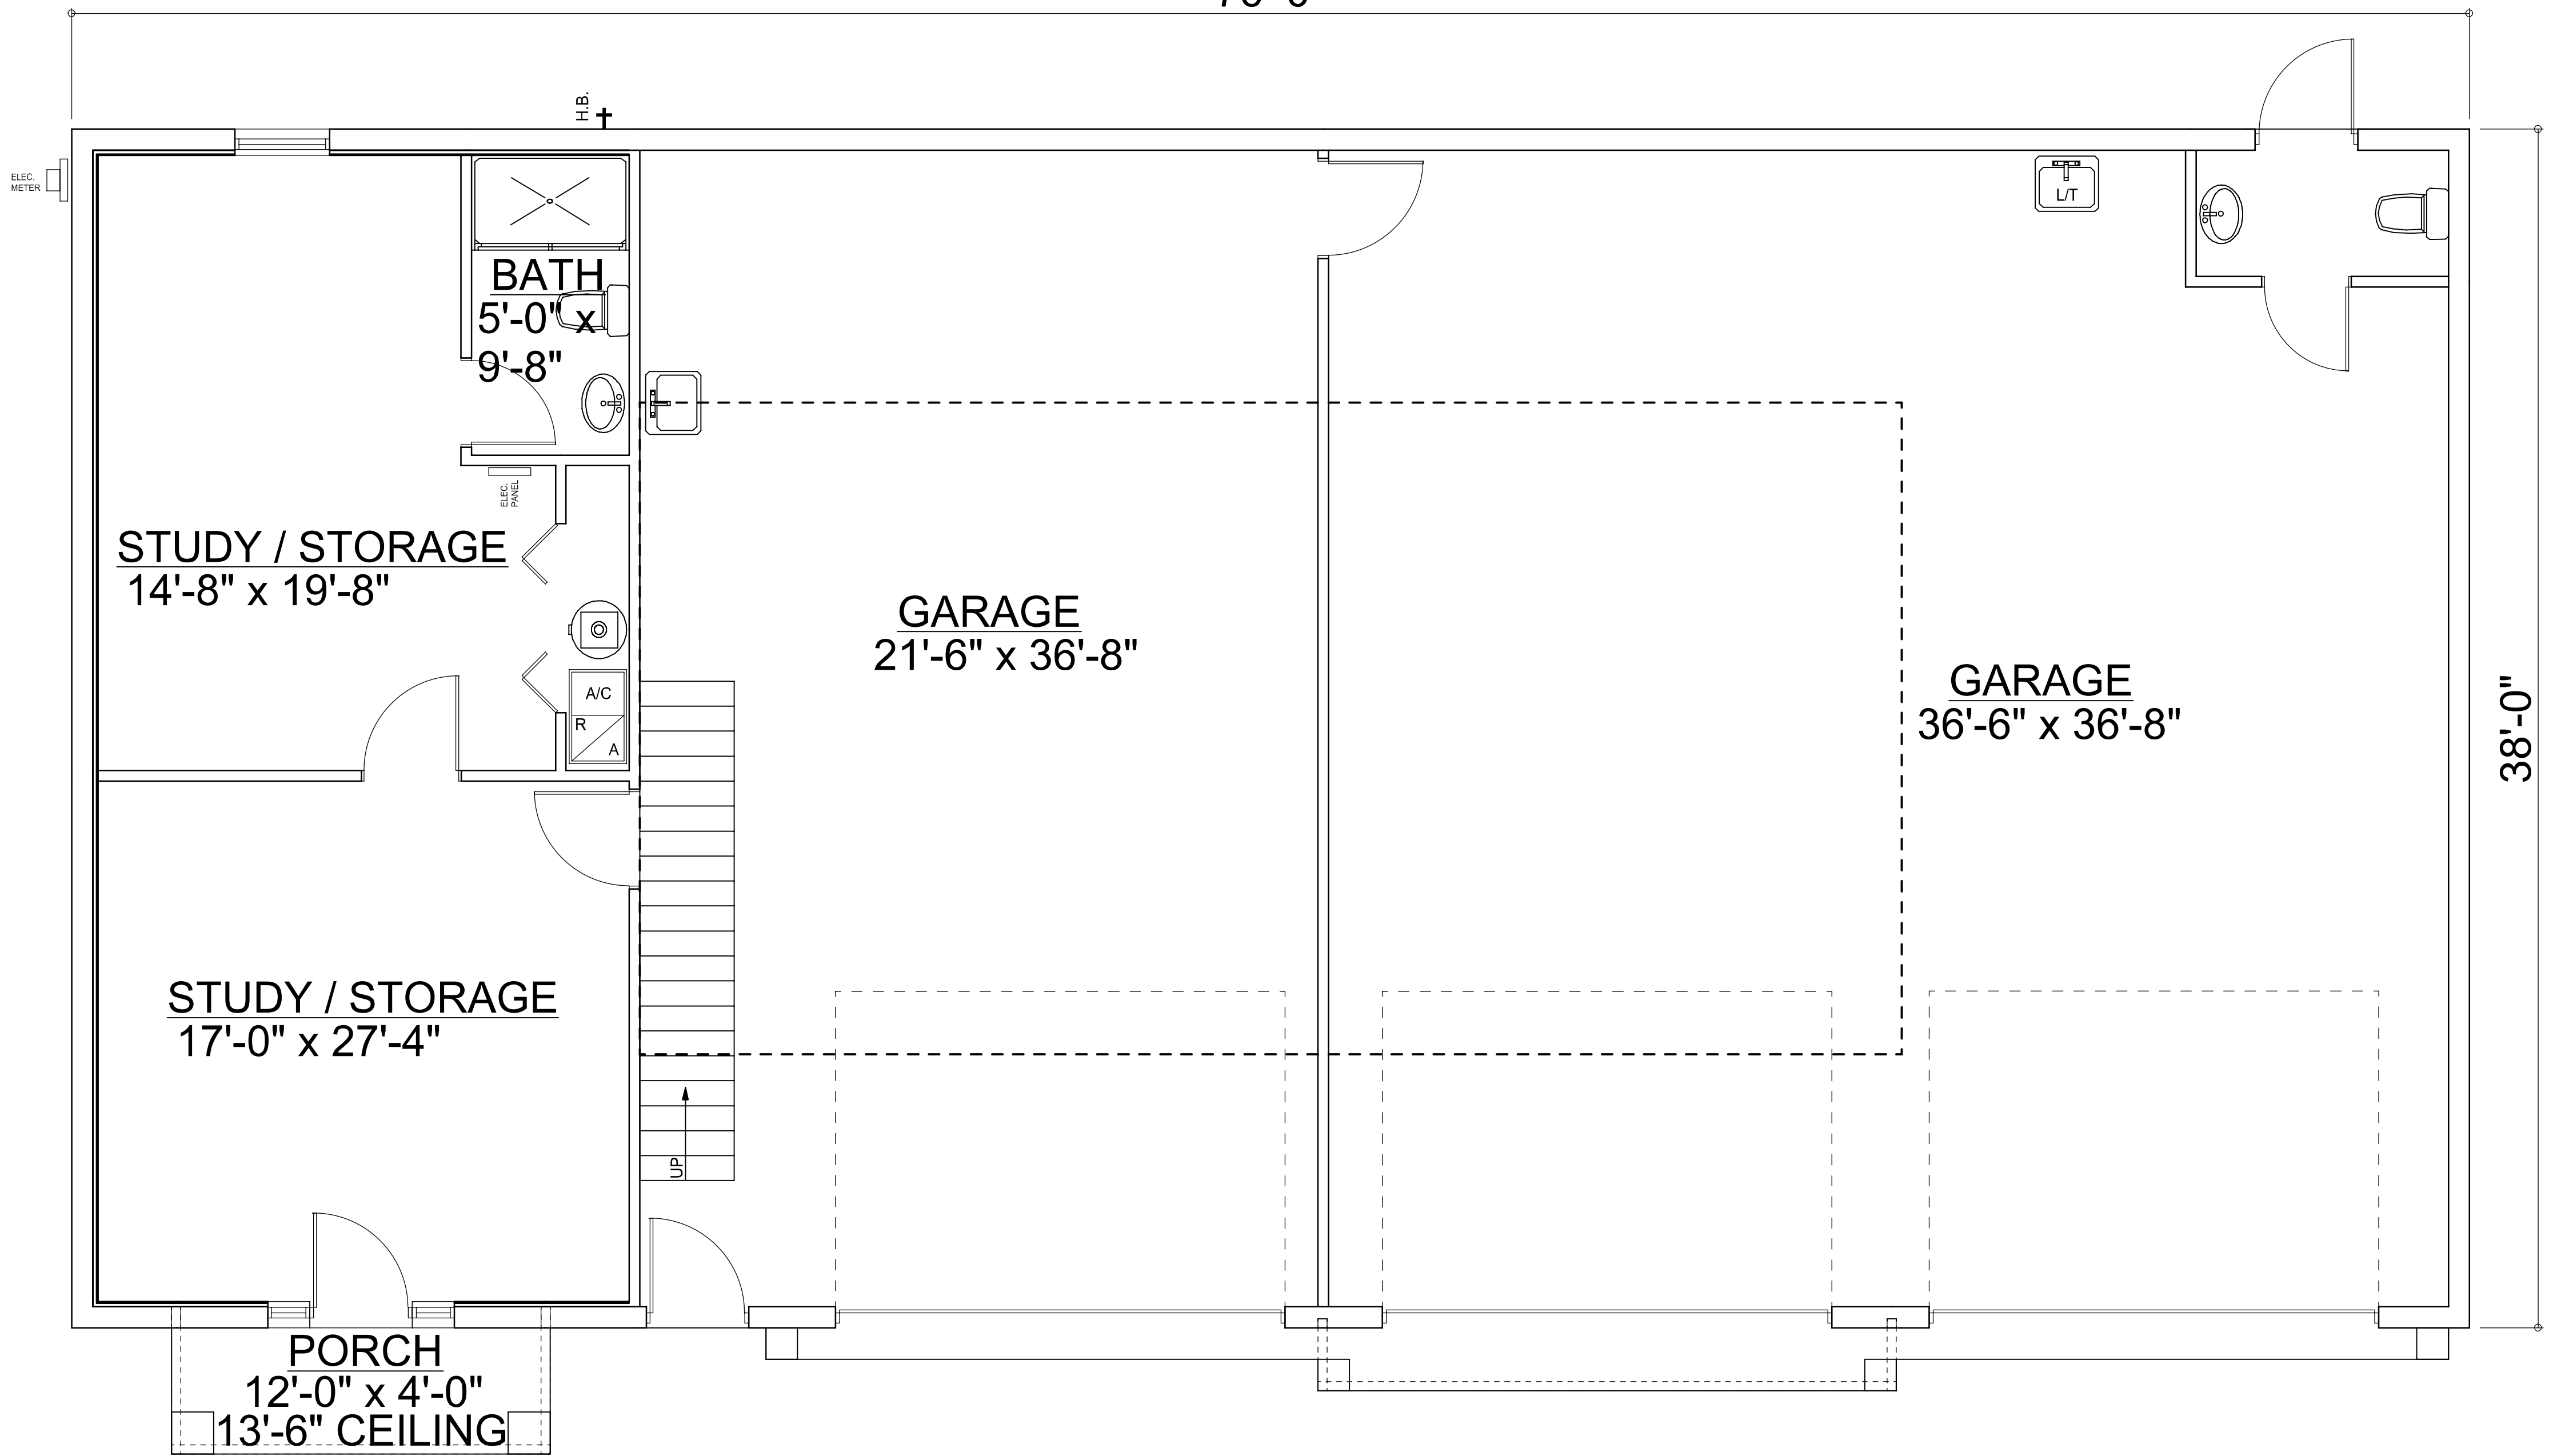 H.B.
ELEC.
METER
L/T
BATH
5'-0" x
9'-8"
ELEC.
PANEL
STUDY / STORAGE
14'-8" x 19'-8"
GARAGE
21'-6" x 36'-8"
A/C
R
A
GARAGE
36'-6" x 36'-8"
38'-0"
STUDY / STORAGE
17'-0" x 27'-4"
UP
PORCH
12'-0" x 4'-0"
13'-6" CEILING